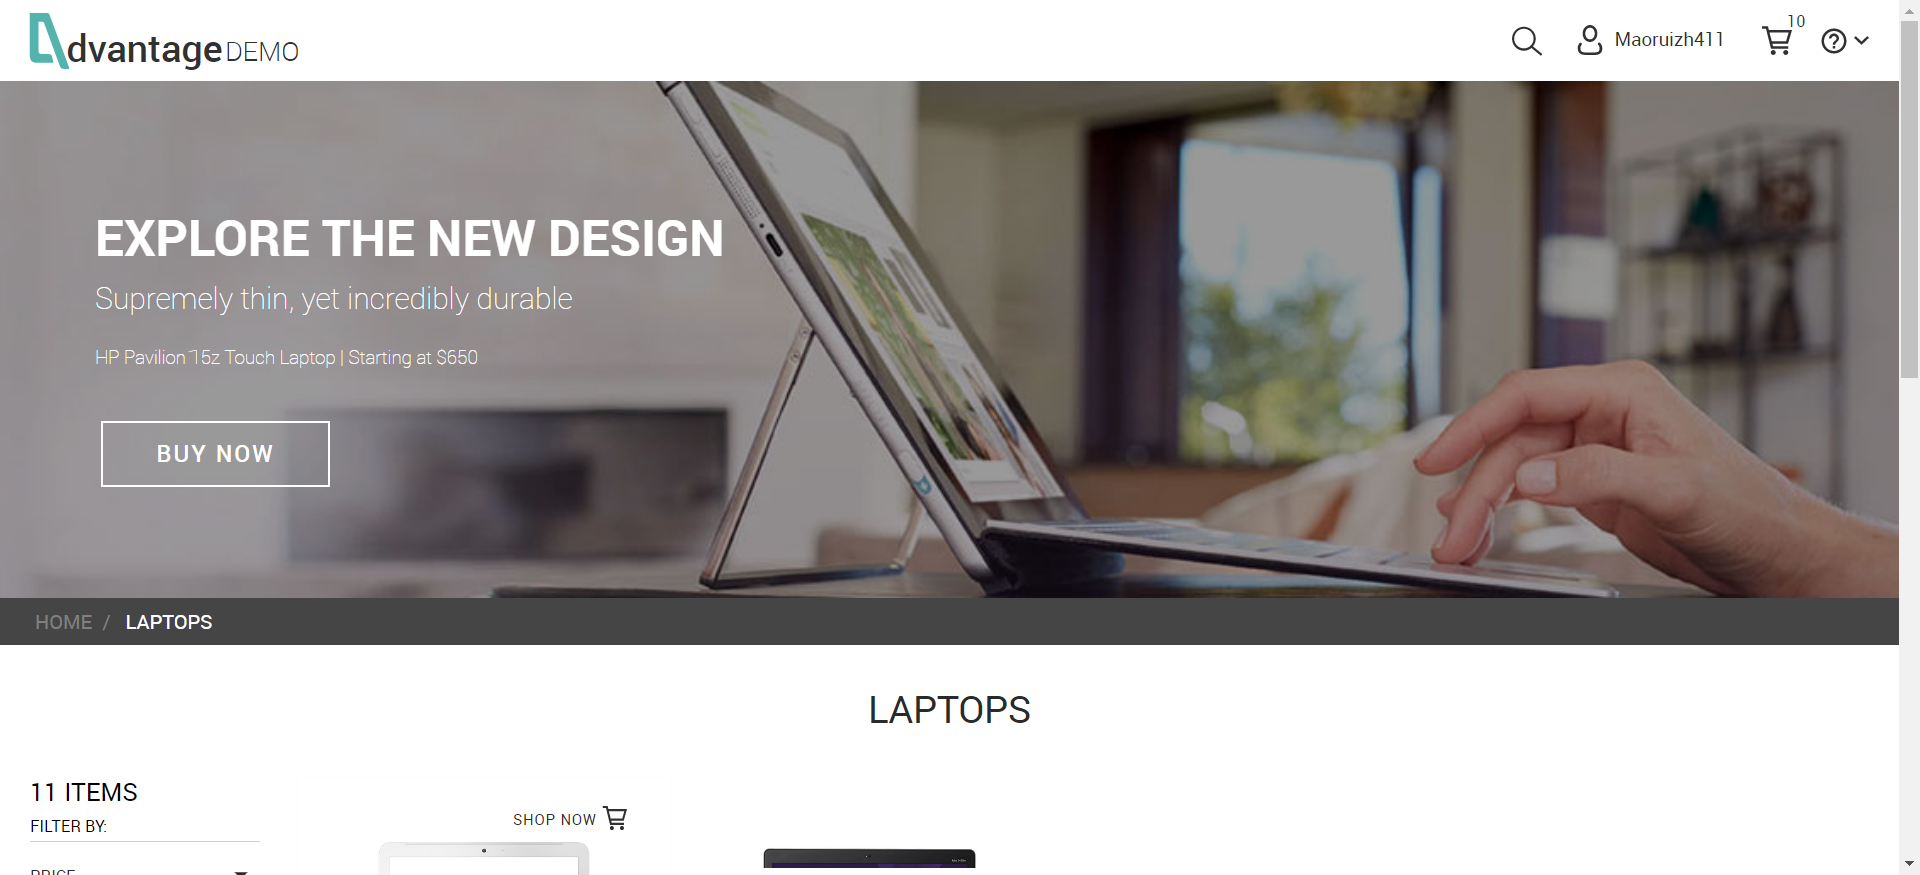 dvantage DEMO
Maoruizh411
10
EXPLORE THE NEW DESIGN
Supremely thin, yet incredibly durable
HP Pavilion 15z Touch Laptop | Starting at $650
BUY NOW
HOME / LAPTOPS
LAPTOPS
11 ITEMS
FILTER BY:
SHOP NOW
PRICE